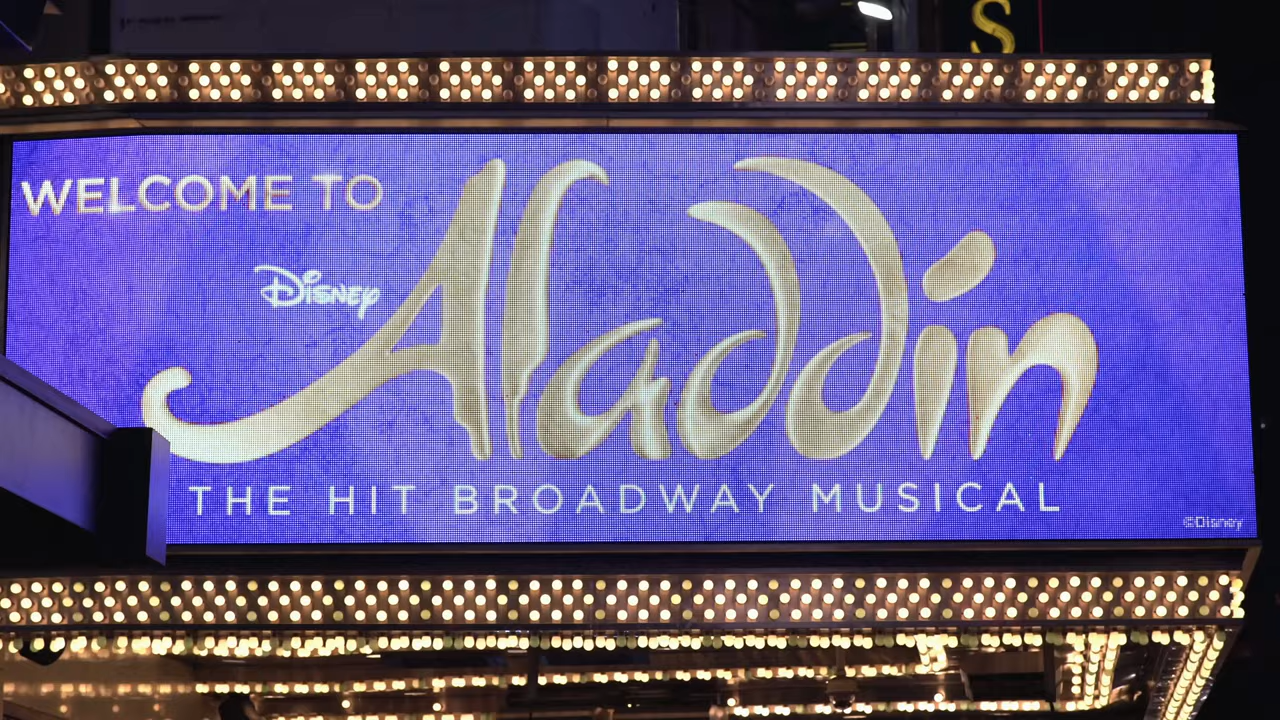 S
WELCOME TO
Disney
Aladdin
THE HIT BROADWAY MUSICAL
©Disney